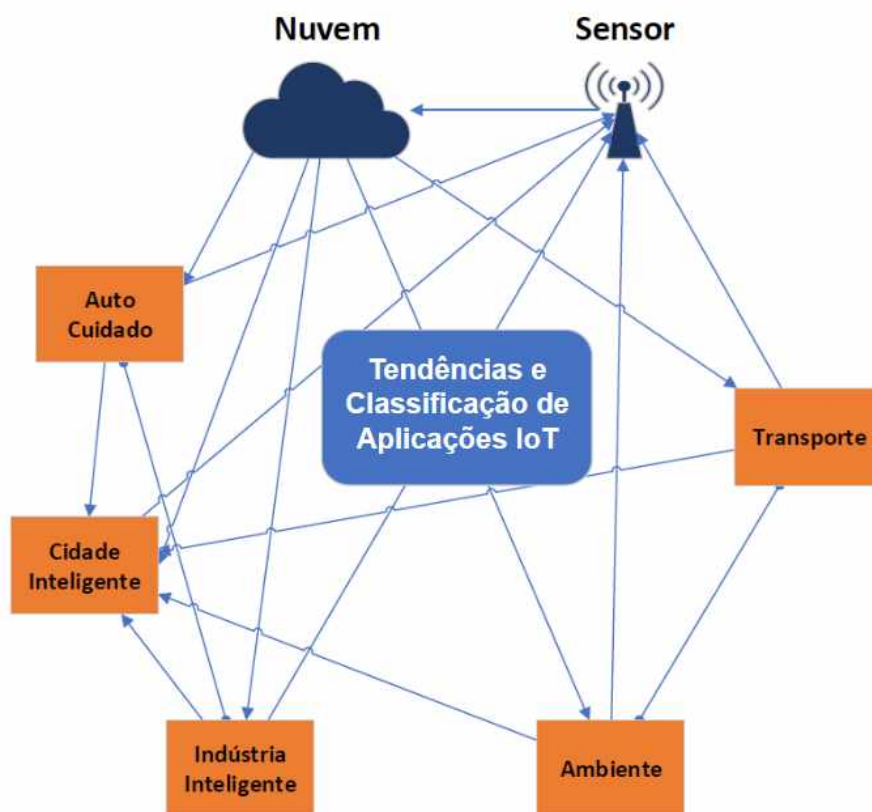 Nuvem
Sensor
Auto
Cuidado
Tendências e
Classificação de
Aplicações IoT
Transporte
Cidade
Inteligente
Indústria
Inteligente
Ambiente